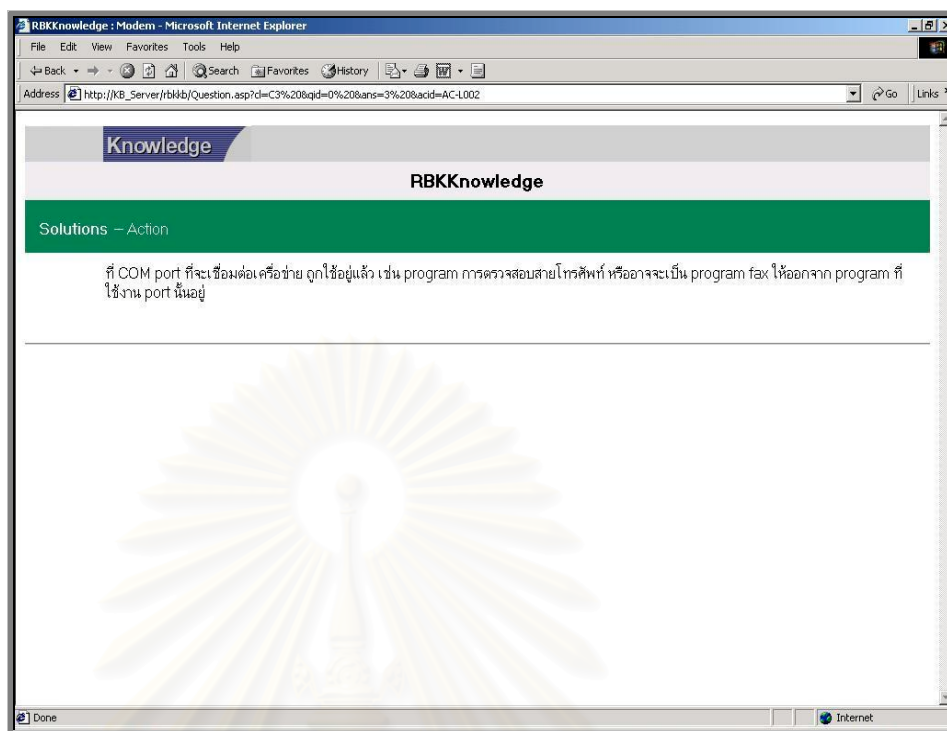 RBKKnowledge : Modem - Microsoft Internet Explorer
File Edit View Favorites Tools Help
Back Search Favorites History
Address http://KB_Server/rbkkb/Question.asp?cl=C3%20&qid=0%20&ans=3%20&acid=AC-L002 Go Links
Knowledge
RBKKnowledge
Solutions – Action
ที่ COM port ที่จะเชื่อมต่อเครือข่าย ถูกใช้อยู่แล้ว เช่น program การตรวจสอบสายโทรศัพท์ หรืออาจจะเป็น program fax ให้ออกจาก program ที่
ใช้งาน port นั้นอยู่
Done Internet